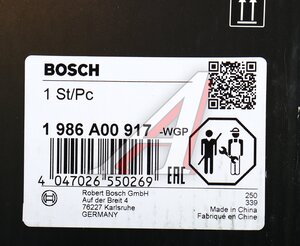 BOSCH
1 St/Pc
1 986 A00 917 -WGP
4 047026 550269
EAC
Robert Bosch GmbH
Auf der Breit 4
76227 Karlsruhe
GERMANY
250
339
Made in China
Fabriqué en Chine